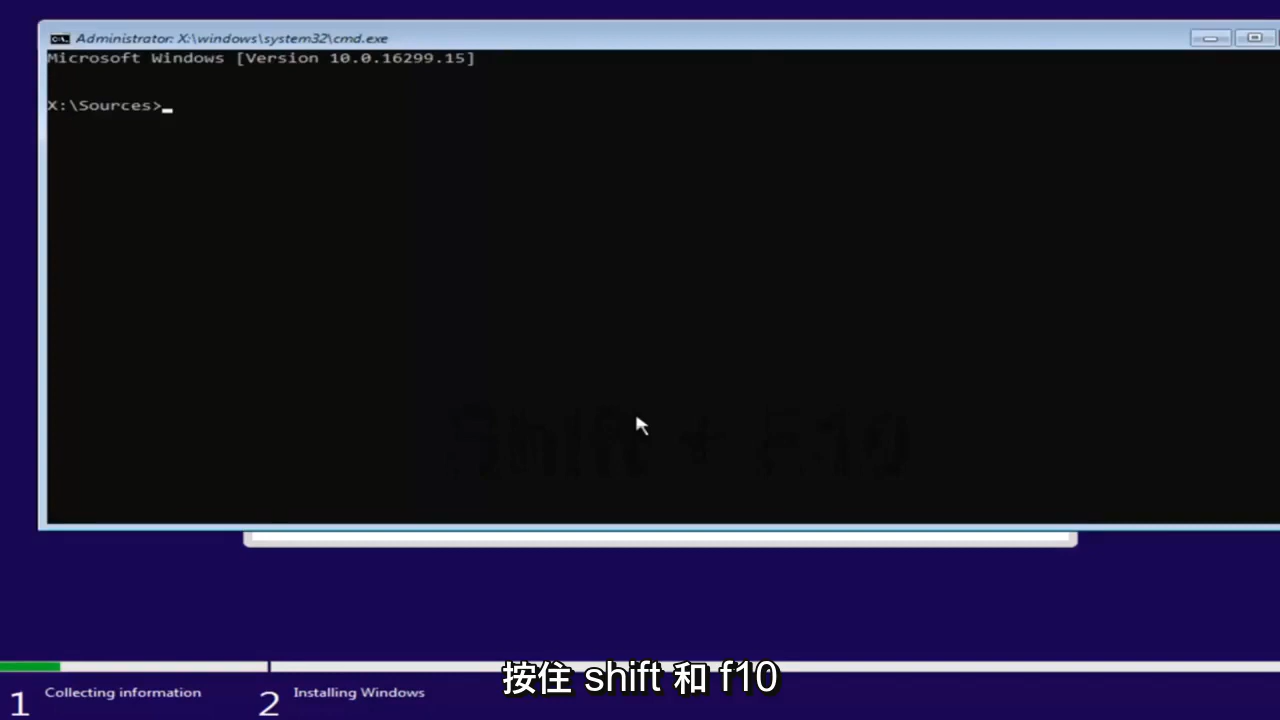 Administrator: X:\windows\system32\cmd.exe
Microsoft Windows [Version 10.0.16299.15]
X:\Sources>
Shift + F10
1 Collecting information
2 Installing Windows
按住 shift 和 f10